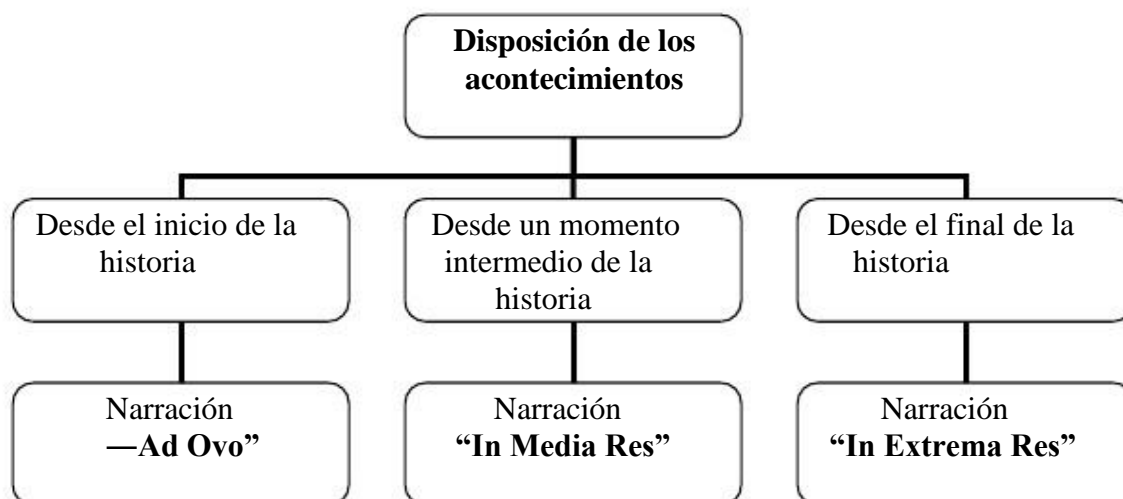 Disposición de los
acontecimientos
Desde el inicio de la
historia
Desde un momento
intermedio de la
historia
Desde el final de la
historia
Narración
―Ad Ovo”
Narración
“In Media Res”
Narración
“In Extrema Res”